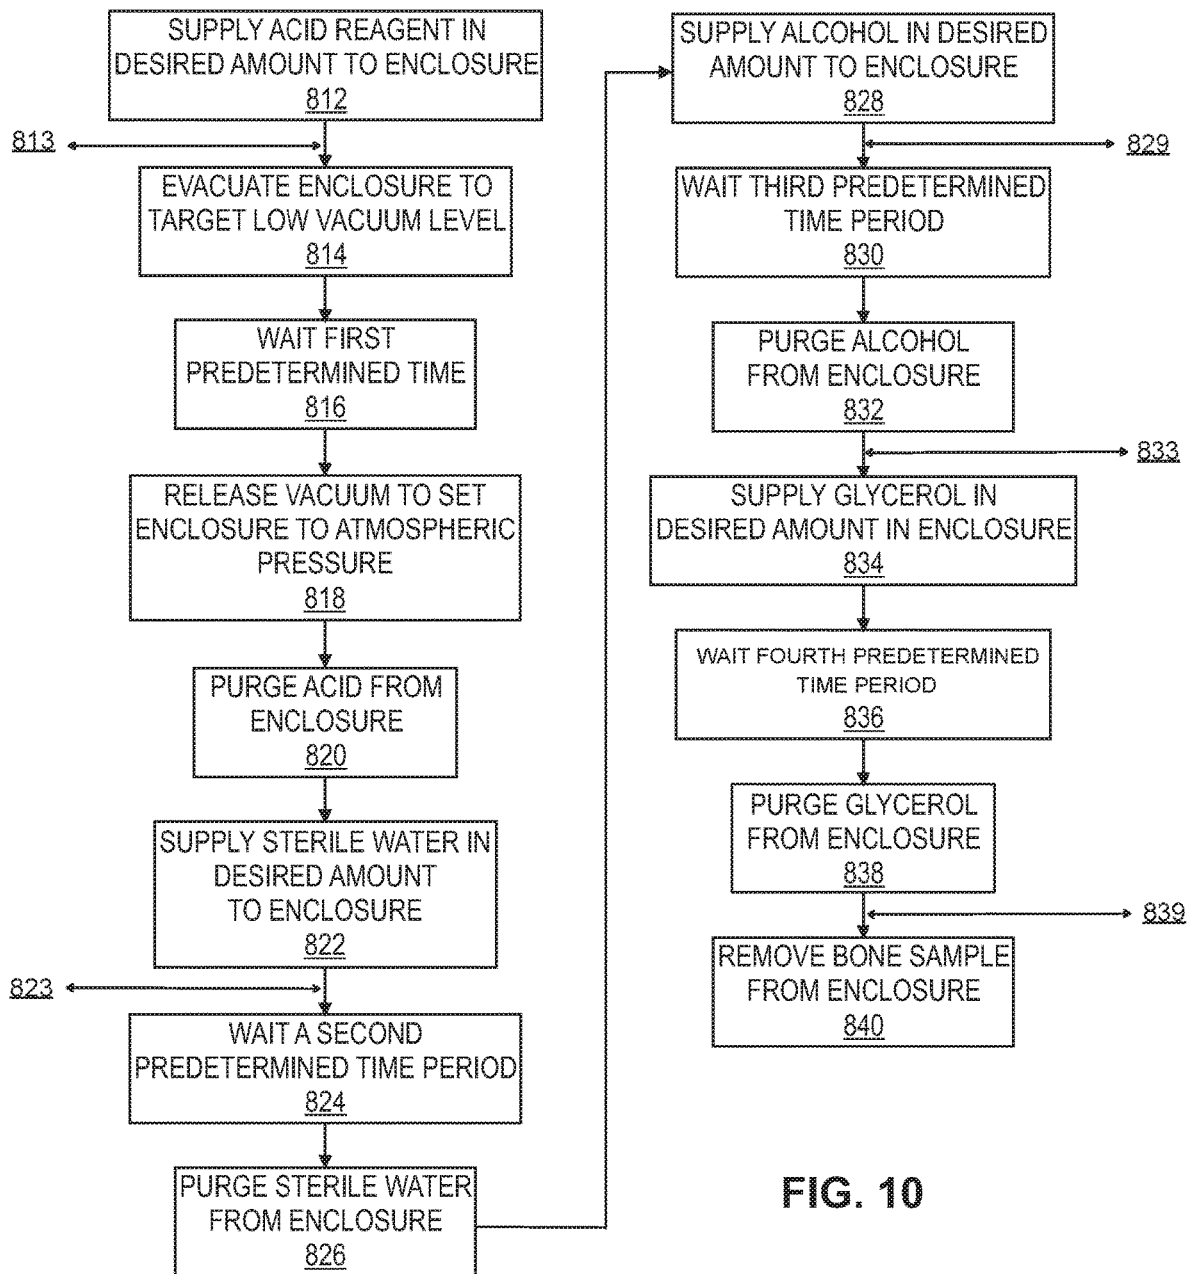 SUPPLY ACID REAGENT IN
DESIRED AMOUNT TO ENCLOSURE
812
813
EVACUATE ENCLOSURE TO
TARGET LOW VACUUM LEVEL
814
WAIT FIRST
PREDETERMINED TIME
816
RELEASE VACUUM TO SET
ENCLOSURE TO ATMOSPHERIC
PRESSURE
818
PURGE ACID FROM
ENCLOSURE
820
SUPPLY STERILE WATER IN
DESIRED AMOUNT
TO ENCLOSURE
822
823
WAIT A SECOND
PREDETERMINED TIME PERIOD
824
PURGE STERILE WATER
FROM ENCLOSURE
826
SUPPLY ALCOHOL IN DESIRED
AMOUNT TO ENCLOSURE
828
829
WAIT THIRD PREDETERMINED
TIME PERIOD
830
PURGE ALCOHOL
FROM ENCLOSURE
832
833
SUPPLY GLYCEROL IN
DESIRED AMOUNT IN ENCLOSURE
834
WAIT FOURTH PREDETERMINED
TIME PERIOD
836
PURGE GLYCEROL
FROM ENCLOSURE
838
839
REMOVE BONE SAMPLE
FROM ENCLOSURE
840
FIG. 10